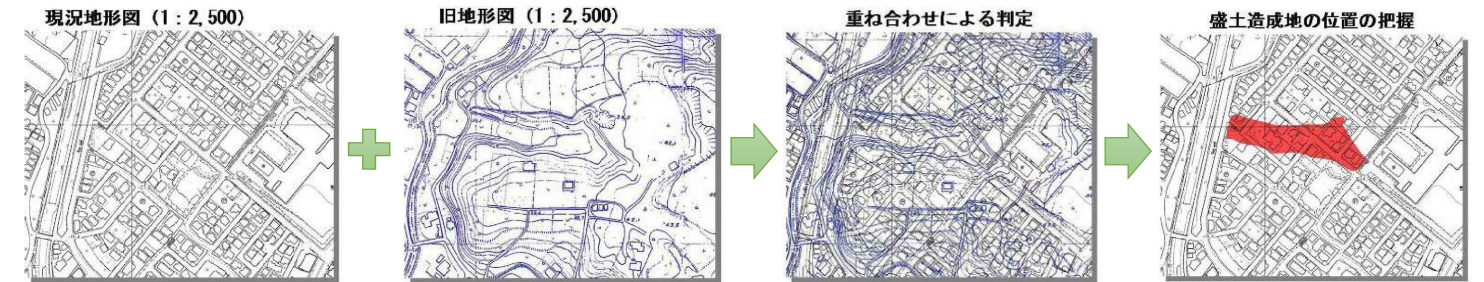 現況地形図（1：2,500）
旧地形図（1：2,500）
重ね合わせによる判定
盛土造成地の位置の把握